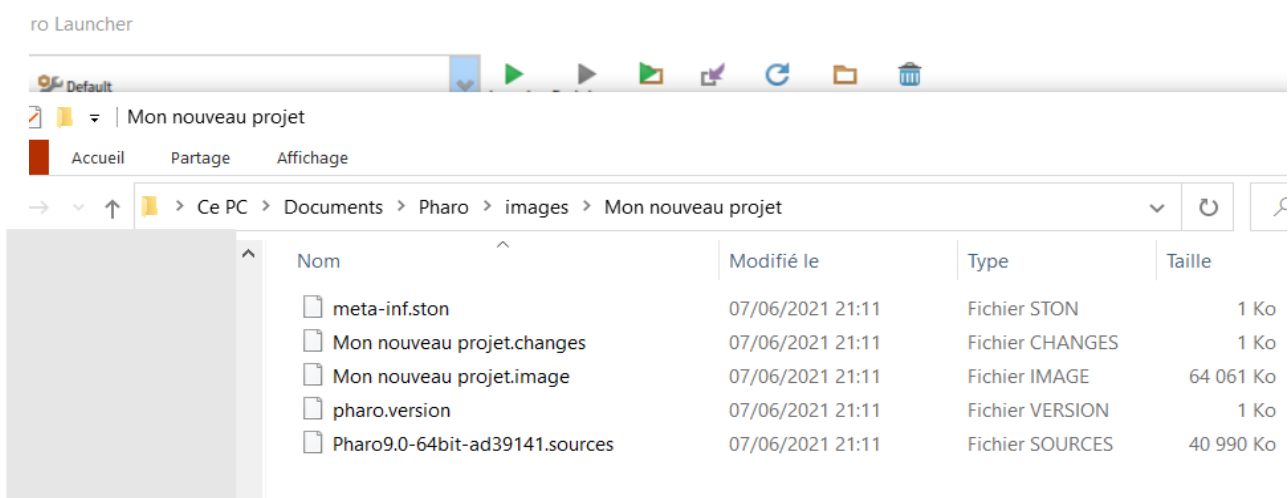 ro Launcher
Default
Mon nouveau projet
Accueil Partage Affichage
Ce PC > Documents > Pharo > images > Mon nouveau projet
Nom Modifié le Type Taille
meta-inf.ston 07/06/2021 21:11 Fichier STON 1 Ko
Mon nouveau projet.changes 07/06/2021 21:11 Fichier CHANGES 1 Ko
Mon nouveau projet.image 07/06/2021 21:11 Fichier IMAGE 64 061 Ko
pharo.version 07/06/2021 21:11 Fichier VERSION 1 Ko
Pharo9.0-64bit-ad39141.sources 07/06/2021 21:11 Fichier SOURCES 40 990 Ko